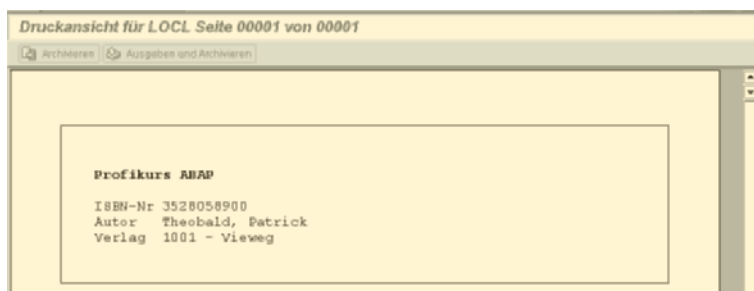 Druckansicht für LOCL Seite 00001 von 00001
Archivieren Ausgeben und Archivieren
Profikurs ABAP
ISBN-Nr 3528058900
Autor Theobald, Patrick
Verlag 1001 - Vieweg